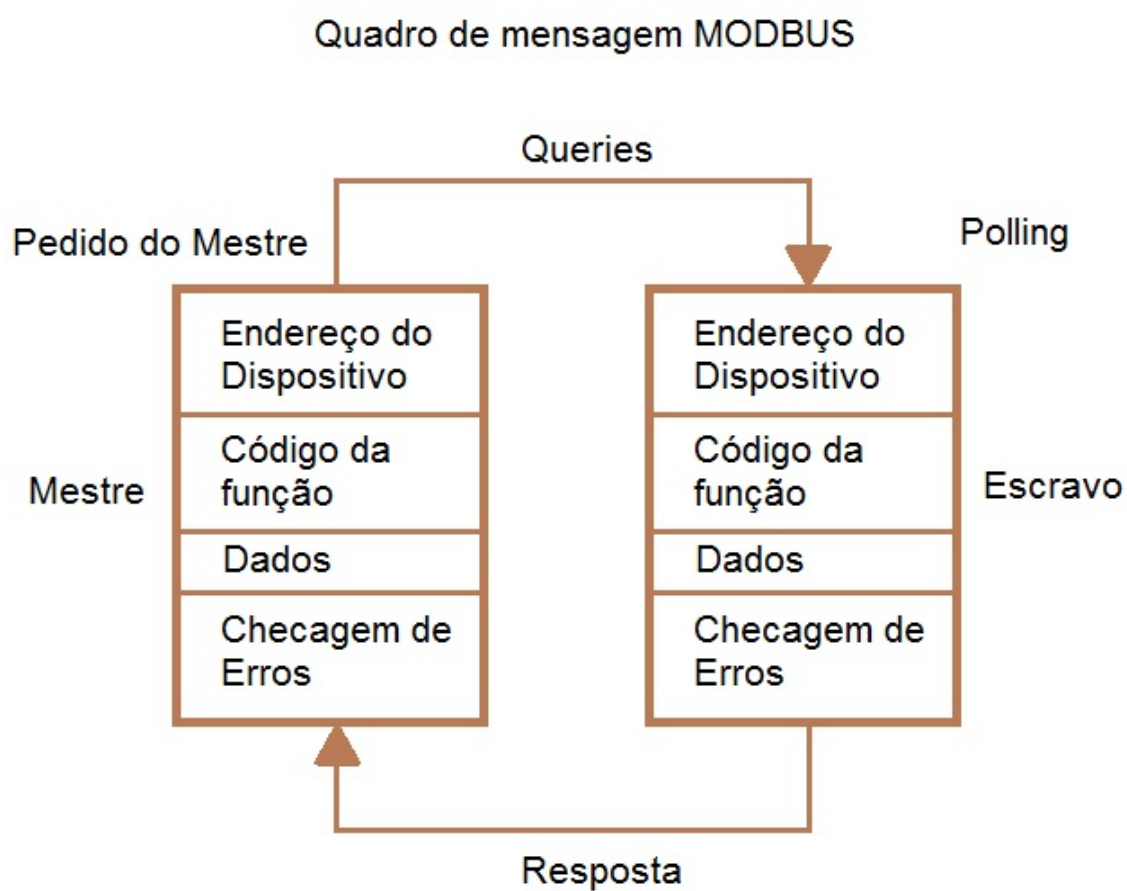 Quadro de mensagem MODBUS
Queries
Pedido do Mestre
Polling
Endereço do
Dispositivo
Código da
função
Dados
Checagem de
Erros
Mestre
Endereço do
Dispositivo
Código da
função
Dados
Checagem de
Erros
Escravo
Resposta